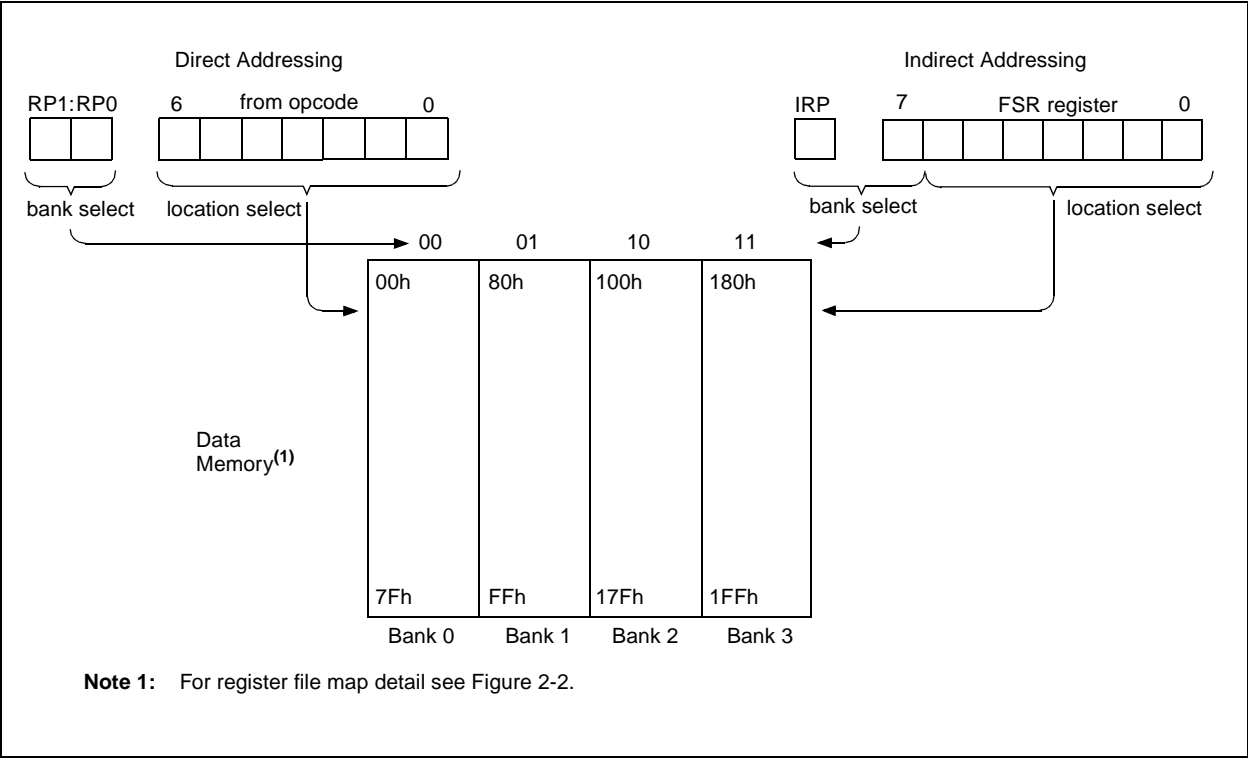 Direct Addressing
Indirect Addressing
RP1:RP0
6
from opcode
0
IRP
7
FSR register
0
bank select
location select
bank select
location select
00
01
10
11
00h
80h
100h
180h
Data
Memory(1)
7Fh
FFh
17Fh
1FFh
Bank 0
Bank 1
Bank 2
Bank 3
Note 1: For register file map detail see Figure 2-2.